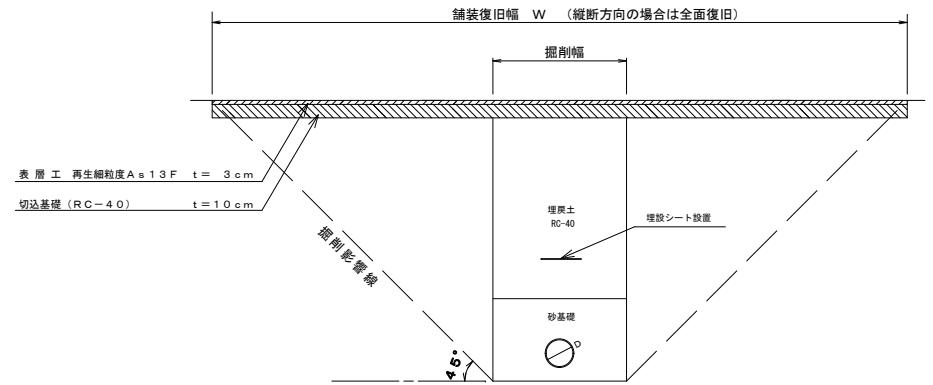 舗装復旧幅 W (縦断方向の場合は全面復旧)
掘削幅
表 層 工 再生細粒度As13F t= 3cm
切込基礎(RC-40) t=10cm
埋戻土
RC-40
埋設シート設置
掘削影響線
砂基礎
D
45°